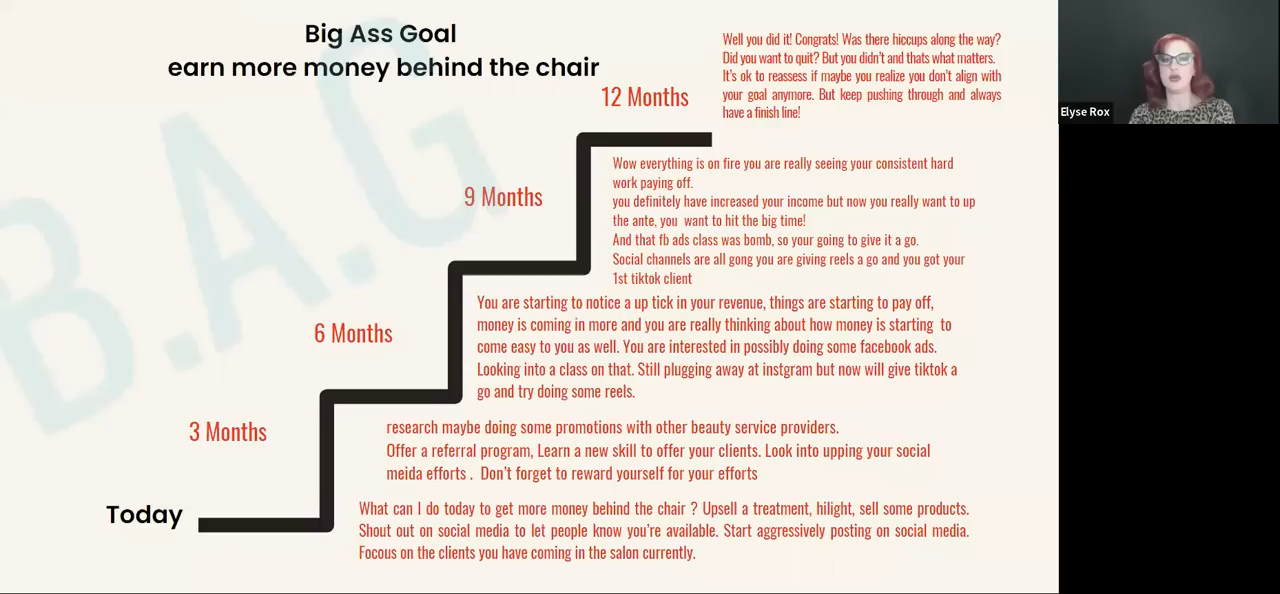 Big Ass Goal
earn more money behind the chair
12 Months
Well you did it! Congrats! Was there hiccups along the way?
Did you want to quit? But you didn't and thats what matters.
It's ok to reassess if maybe you realize you don't align with
your goal anymore. But keep pushing through and always
have a finish line!
Elyse Rox
9 Months
Wow everything is on fire you are really seeing your consistent hard
work paying off.
you definitely have increased your income but now you really want to up
the ante, you want to hit the big time!
And that fb ads class was bomb, so your going to give it a go.
Social channels are all gong you are giving reels a go and you got your
1st tiktok client
6 Months
You are starting to notice a up tick in your revenue, things are starting to pay off,
money is coming in more and you are really thinking about how money is starting to
come easy to you as well. You are interested in possibly doing some facebook ads.
Looking into a class on that. Still plugging away at instgram but now will give tiktok a
go and try doing some reels.
3 Months
research maybe doing some promotions with other beauty service providers.
Offer a referral program, Learn a new skill to offer your clients. Look into upping your social
meida efforts . Don't forget to reward yourself for your efforts
Today
What can I do today to get more money behind the chair ? Upsell a treatment, hilight, sell some products.
Shout out on social media to let people know you're available. Start aggressively posting on social media.
Focous on the clients you have coming in the salon currently.
B.A.G